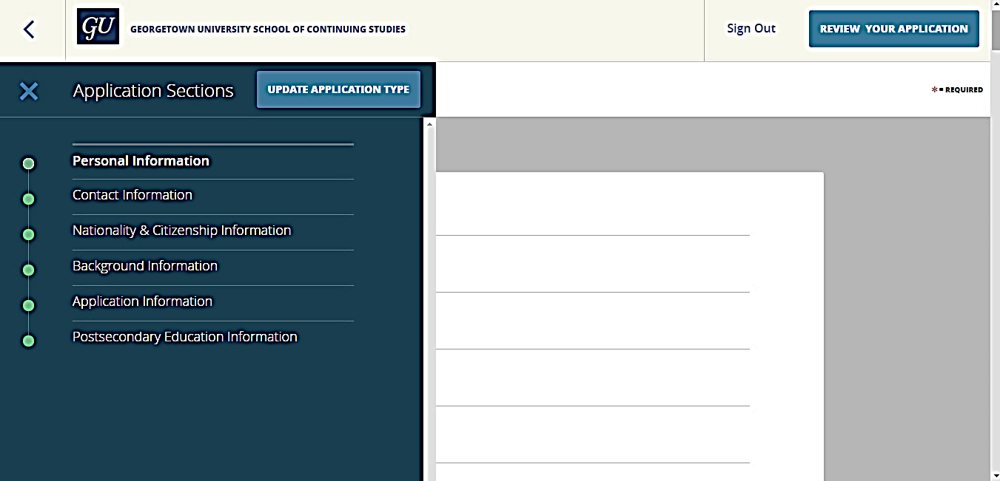 GU
GEORGETOWN UNIVERSITY SCHOOL OF CONTINUING STUDIES
Sign Out
REVIEW YOUR APPLICATION
Application Sections
UPDATE APPLICATION TYPE
* = REQUIRED
Personal Information
Contact Information
Nationality & Citizenship Information
Background Information
Application Information
Postsecondary Education Information